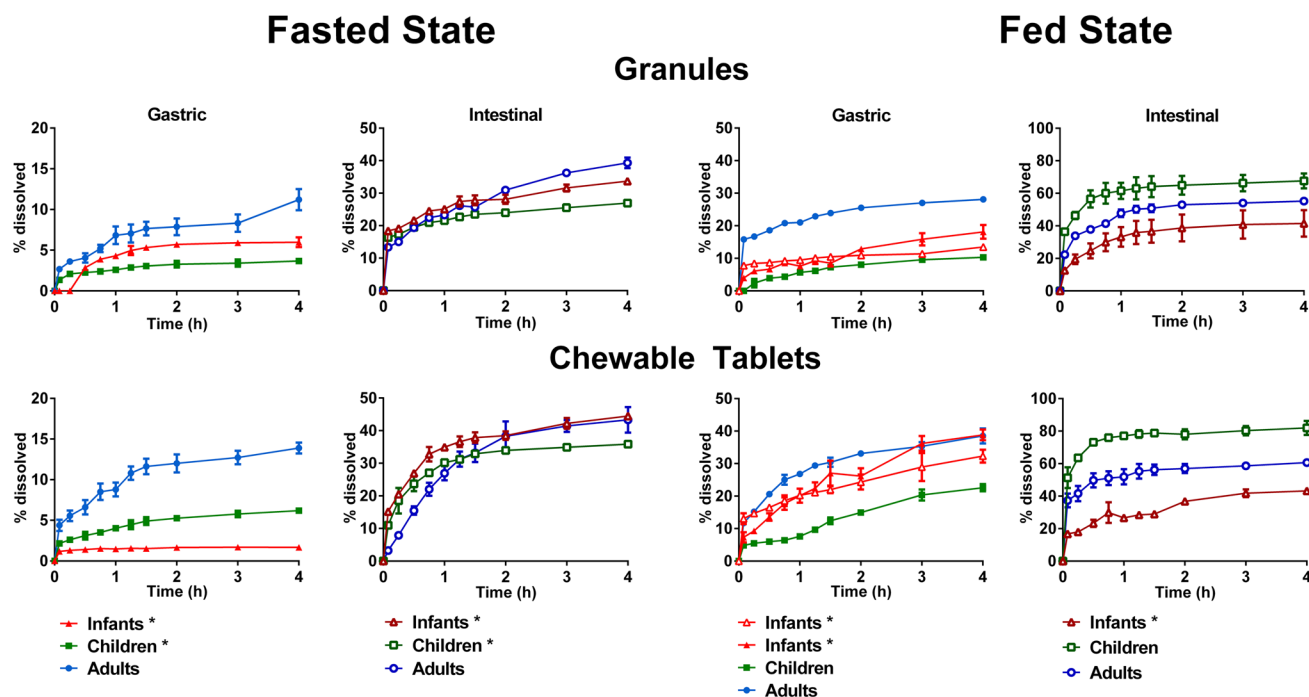 Fasted State
Fed State
Granules
Gastric
Intestinal
Gastric
Intestinal
% dissolved
20
15
10
5
0
0 1 2 3 4
Time (h)
% dissolved
50
40
30
20
10
0
0 1 2 3 4
Time (h)
% dissolved
50
40
30
20
10
0
0 1 2 3 4
Time (h)
% dissolved
100
80
60
40
20
0
0 1 2 3 4
Time (h)
Chewable Tablets
% dissolved
20
15
10
5
0
0 1 2 3 4
Time (h)
% dissolved
50
40
30
20
10
0
0 1 2 3 4
Time (h)
% dissolved
50
40
30
20
10
0
0 1 2 3 4
Time (h)
% dissolved
100
80
60
40
20
0
0 1 2 3 4
Time (h)
Infants *
Children *
Adults
Infants *
Children *
Adults
Infants *
Infants *
Children
Adults
Infants *
Children
Adults